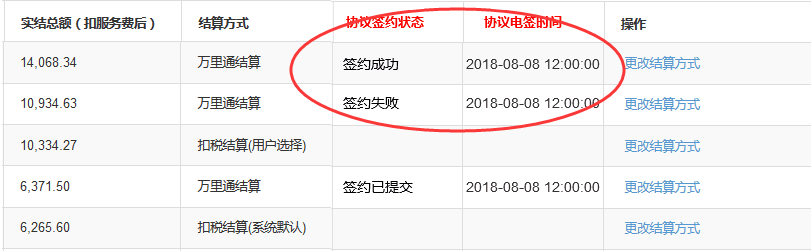 实结总额（扣服务费后） 结算方式 协议签约状态 协议电签时间 操作
14,068.34 万里通结算 签约成功 2018-08-08 12:00:00 更改结算方式
10,934.63 万里通结算 签约失败 2018-08-08 12:00:00 更改结算方式
10,334.27 扣税结算(用户选择) 更改结算方式
6,371.50 万里通结算 签约已提交 2018-08-08 12:00:00 更改结算方式
6,265.60 扣税结算(系统默认) 更改结算方式